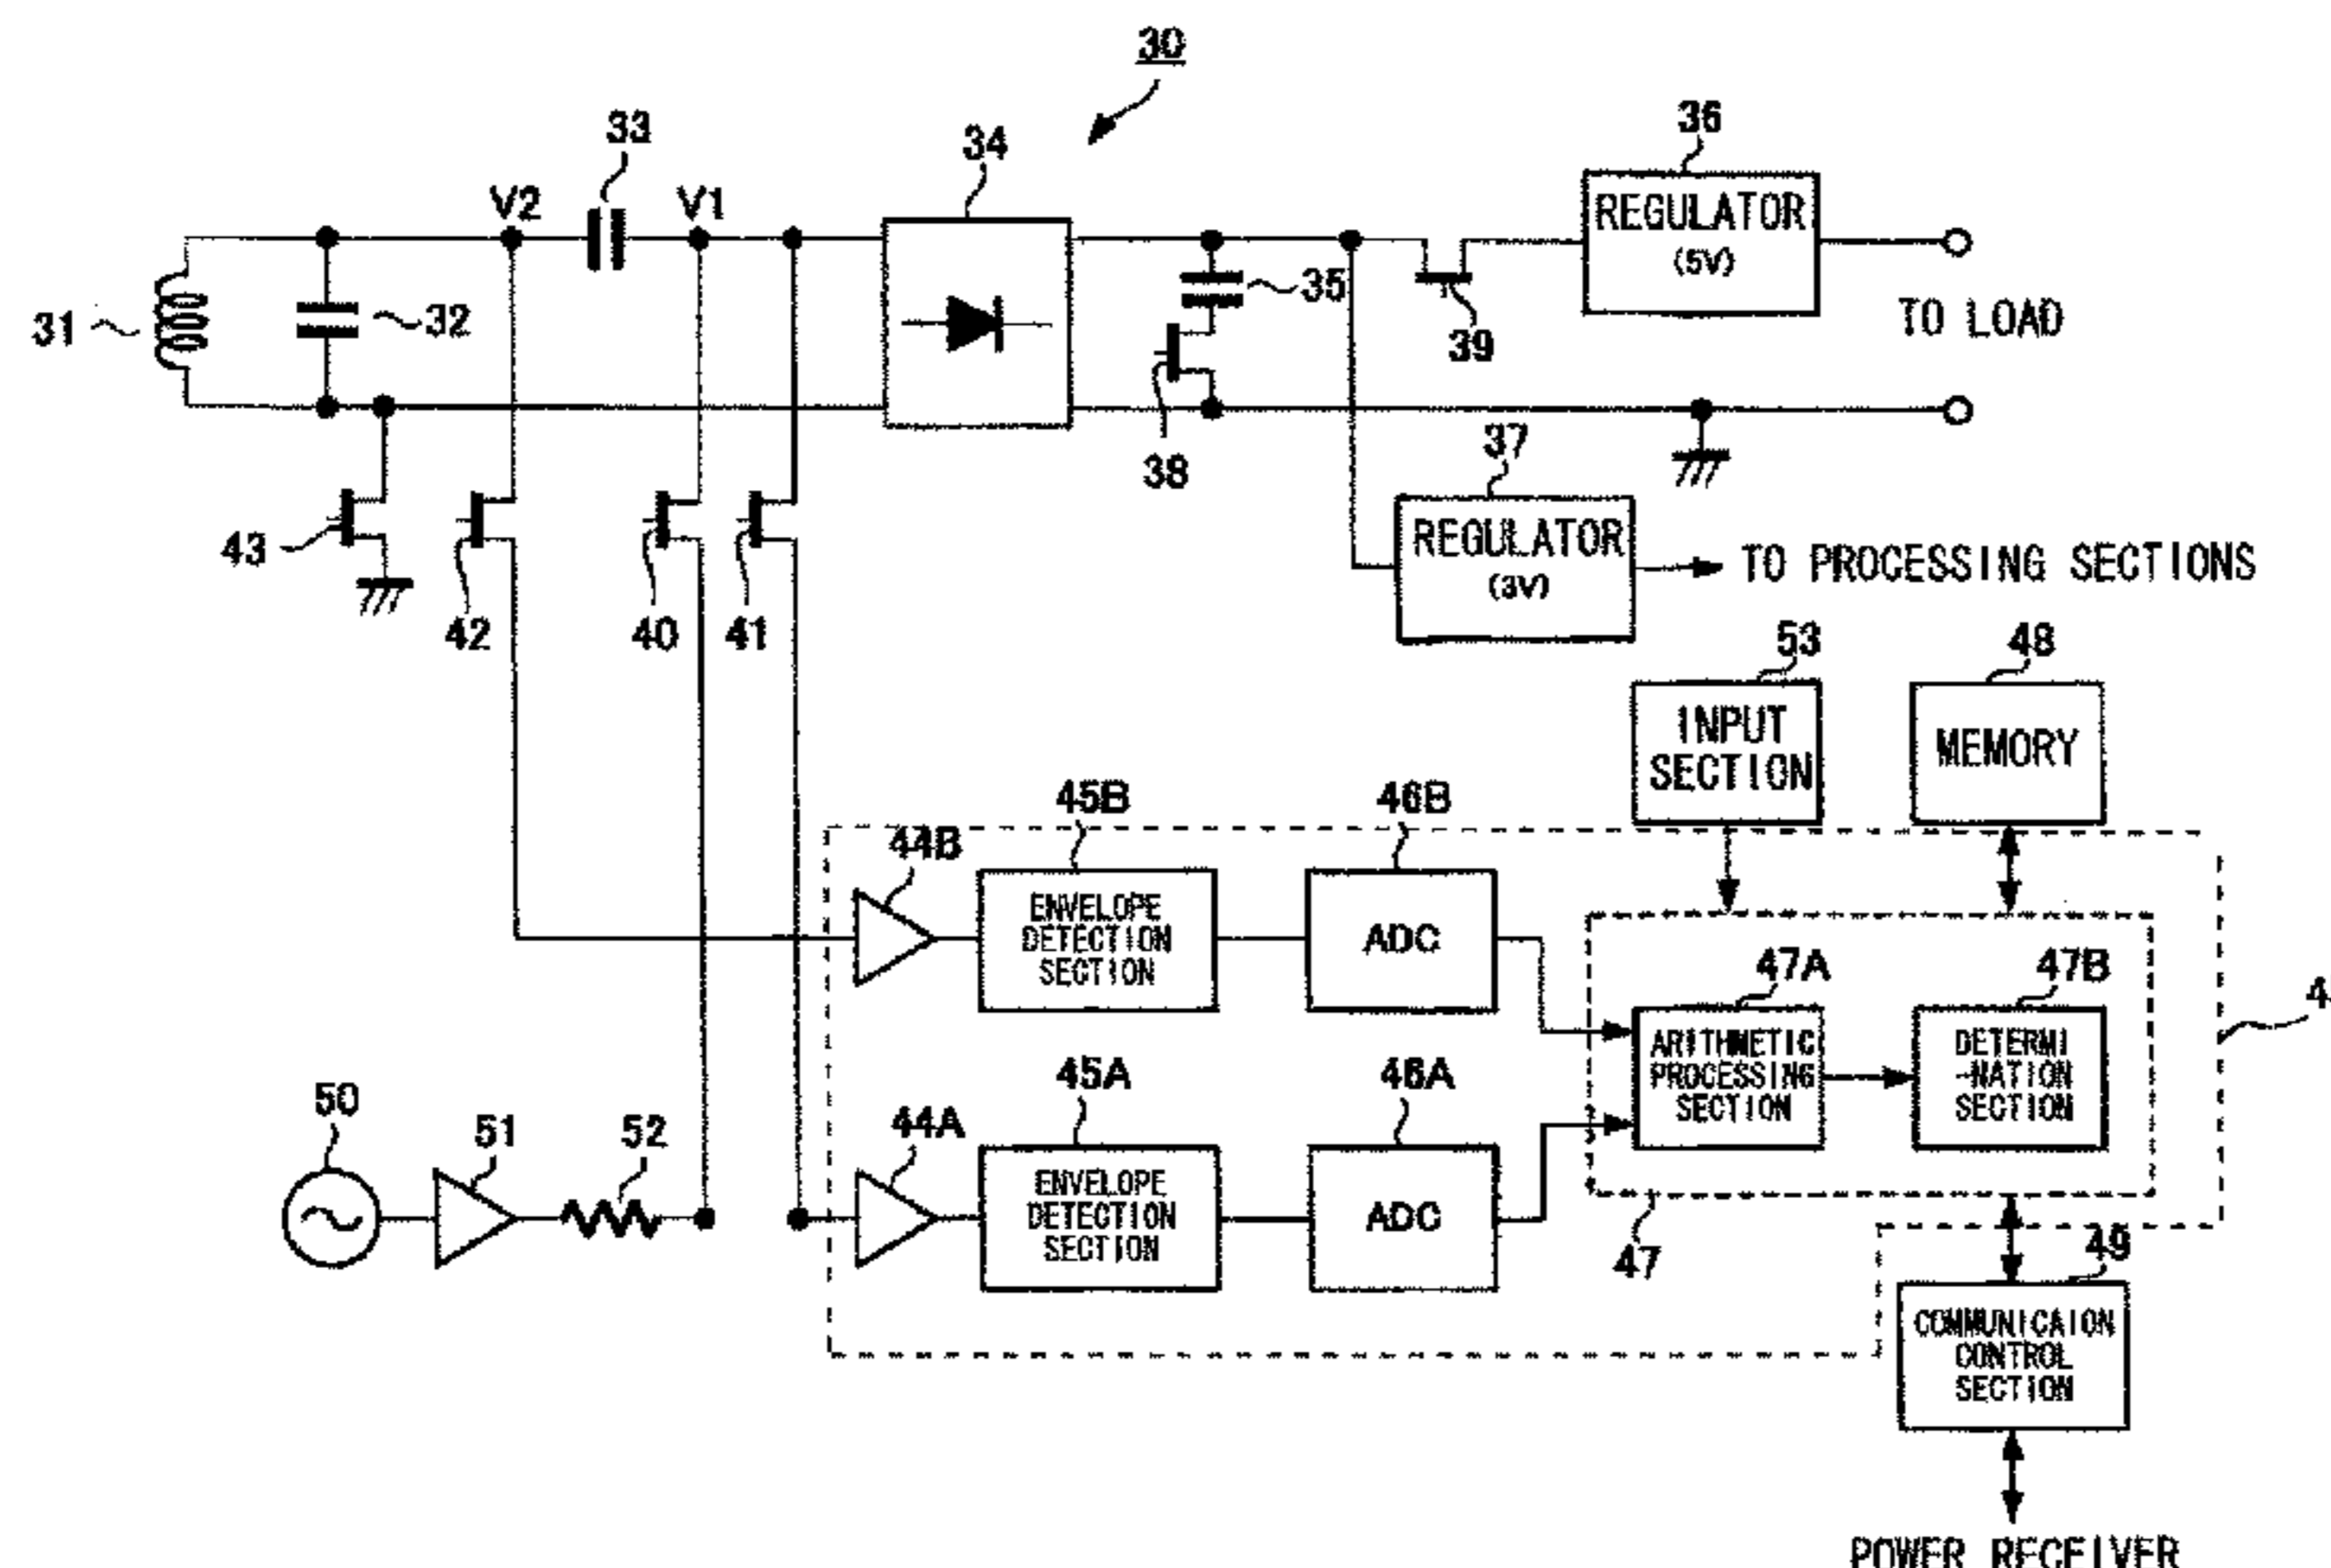 30
33
34
36
V2
V1
REGULATOR
(5V)
31
32
35
39
TO LOAD
38
37
43
42
40
41
REGULATOR
(3V)
TO PROCESSING SECTIONS
53
48
INPUT
SECTION
MEMORY
45B
46B
44B
ENVELOPE
DETECTION
SECTION
ADC
47A
47B
ARITHMETIC
PROCESSING
SECTION
DETERMI
-NATION
SECTION
50
51
52
45A
46A
44A
ENVELOPE
DETECTION
SECTION
ADC
47
49
COMMUNICAION
CONTROL
SECTION
POWER RECEIVER